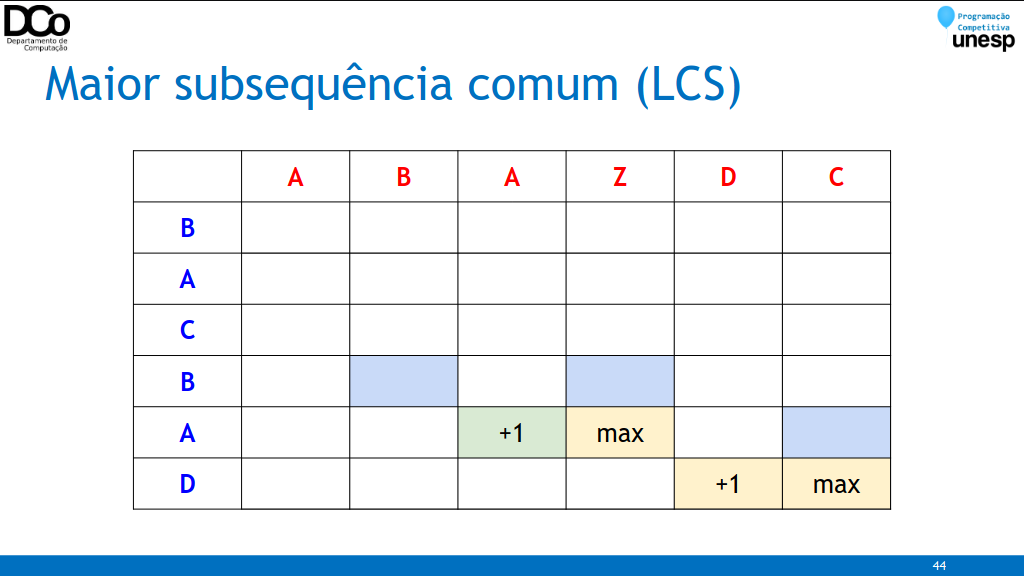 DCo
Departamento de
Computação
Programação
Competitiva
unesp
Maior subsequência comum (LCS)
A B A Z D C
B
A
C
B
A +1 max
D +1 max
44